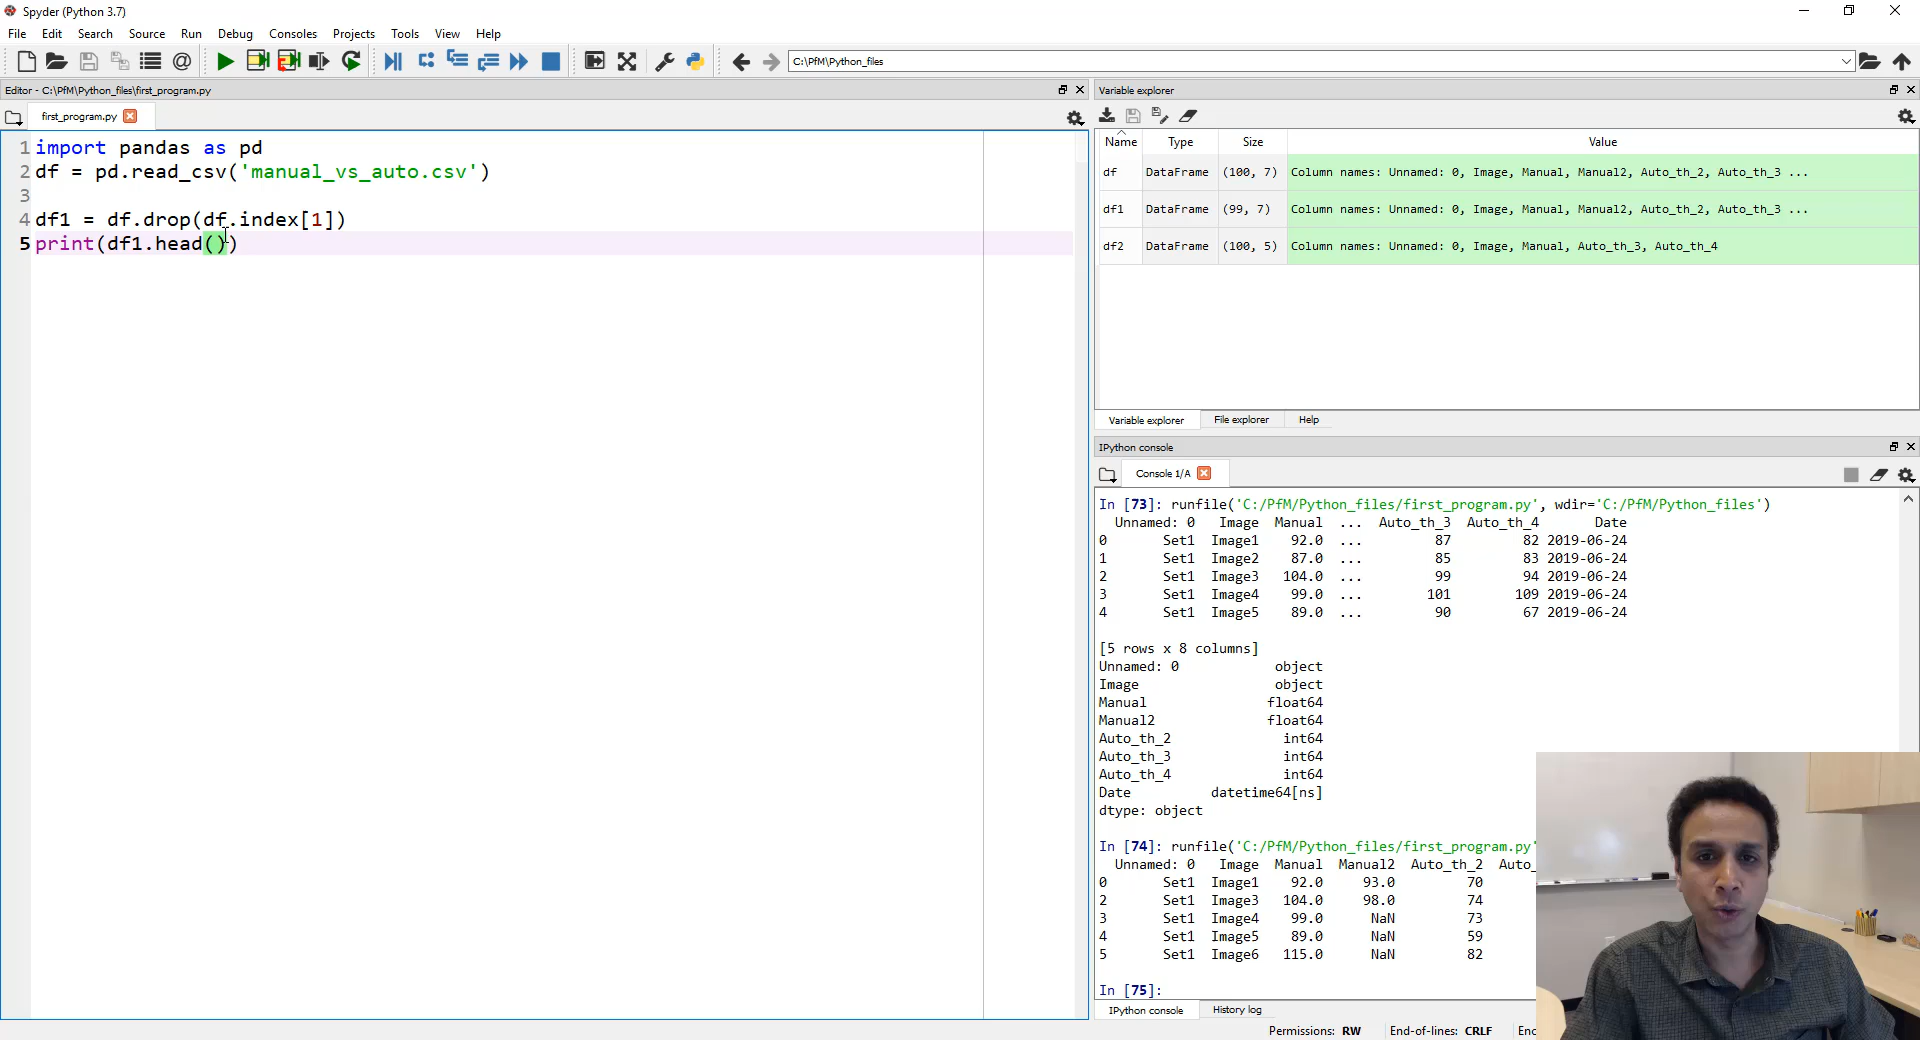 Spyder (Python 3.7)
File Edit Search Source Run Debug Consoles Projects Tools View Help
C:\PfM\Python_files
Editor - C:\PfM\Python_files\first_program.py
first_program.py
1 import pandas as pd
2 df = pd.read_csv('manual_vs_auto.csv')
3
4 df1 = df.drop(df.index[1])
5 print(df1.head())
Variable explorer
Name Type Size Value
df DataFrame (100, 7) Column names: Unnamed: 0, Image, Manual, Manual2, Auto_th_2, Auto_th_3 ...
df1 DataFrame (99, 7) Column names: Unnamed: 0, Image, Manual, Manual2, Auto_th_2, Auto_th_3 ...
df2 DataFrame (100, 5) Column names: Unnamed: 0, Image, Manual, Auto_th_3, Auto_th_4
Variable explorer File explorer Help
IPython console
Console 1/A
In [73]: runfile('C:/PfM/Python_files/first_program.py', wdir='C:/PfM/Python_files')
Unnamed: 0 Image Manual ... Auto_th_3 Auto_th_4 Date
0 Set1 Image1 92.0 ... 87 82 2019-06-24
1 Set1 Image2 87.0 ... 85 83 2019-06-24
2 Set1 Image3 104.0 ... 99 94 2019-06-24
3 Set1 Image4 99.0 ... 101 109 2019-06-24
4 Set1 Image5 89.0 ... 90 67 2019-06-24
[5 rows x 8 columns]
Unnamed: 0 object
Image object
Manual float64
Manual2 float64
Auto_th_2 int64
Auto_th_3 int64
Auto_th_4 int64
Date datetime64[ns]
dtype: object
In [74]: runfile('C:/PfM/Python_files/first_program.py'
Unnamed: 0 Image Manual Manual2 Auto_th_2 Auto_
0 Set1 Image1 92.0 93.0 70
2 Set1 Image3 104.0 98.0 74
3 Set1 Image4 99.0 NaN 73
4 Set1 Image5 89.0 NaN 59
5 Set1 Image6 115.0 NaN 82
In [75]:
IPython console History log
Permissions: RW End-of-lines: CRLF Enc